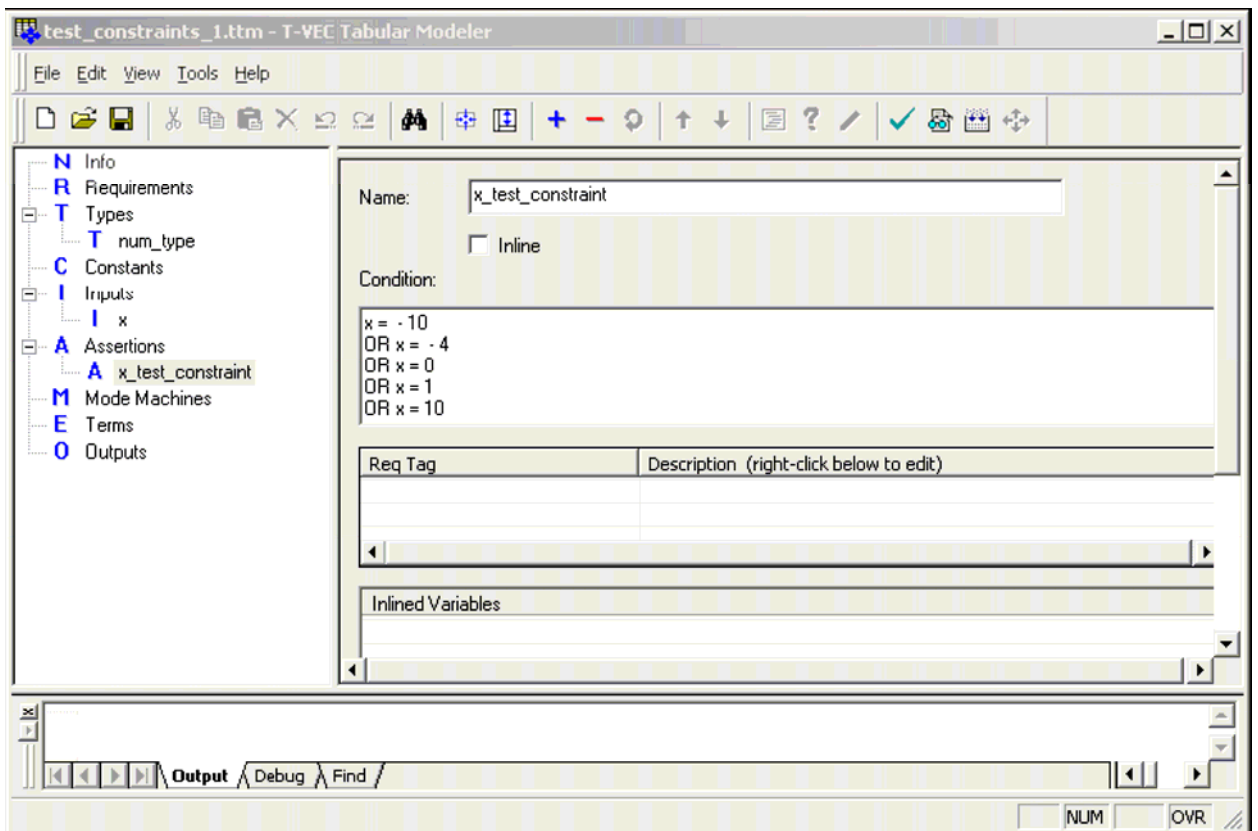 test_constraints_1.ttm - T-VEC Tabular Modeler
File Edit View Tools Help
N Info
R Requirements
T Types
T num_type
C Constants
I Inputs
I x
A Assertions
A x_test_constraint
M Mode Machines
E Terms
O Outputs
Name: x_test_constraint
Inline
Condition:
x = - 10
OR x = - 4
OR x = 0
OR x = 1
OR x = 10
Req Tag Description (right-click below to edit)
Inlined Variables
Output Debug Find
NUM OVR